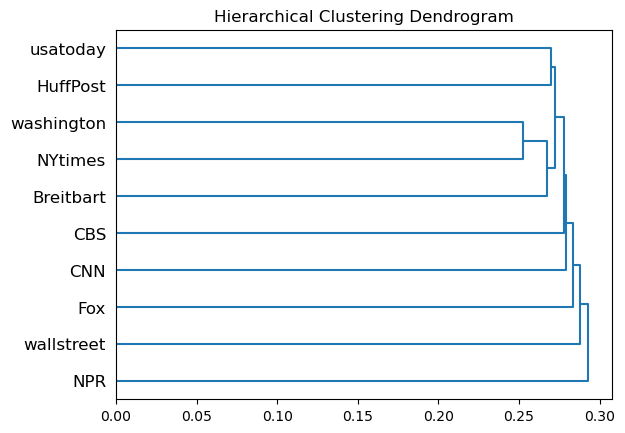 Hierarchical Clustering Dendrogram
usatoday
HuffPost
washington
NYtimes
Breitbart
CBS
CNN
Fox
wallstreet
NPR
0.00 0.05 0.10 0.15 0.20 0.25 0.30